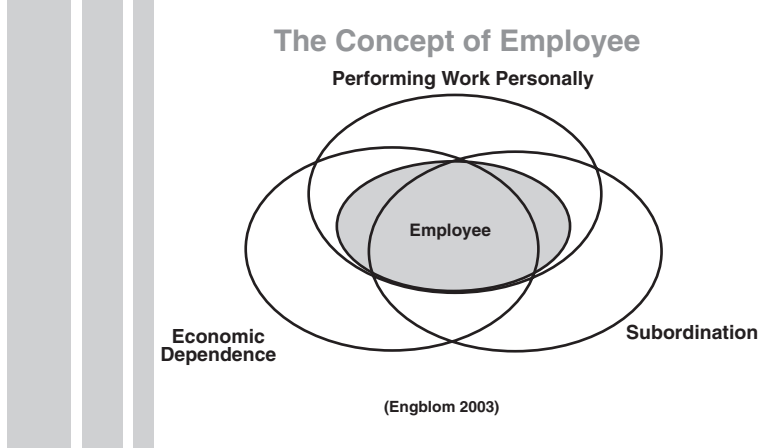 The Concept of Employee
Performing Work Personally
Employee
Economic
Dependence
Subordination
(Engblom 2003)